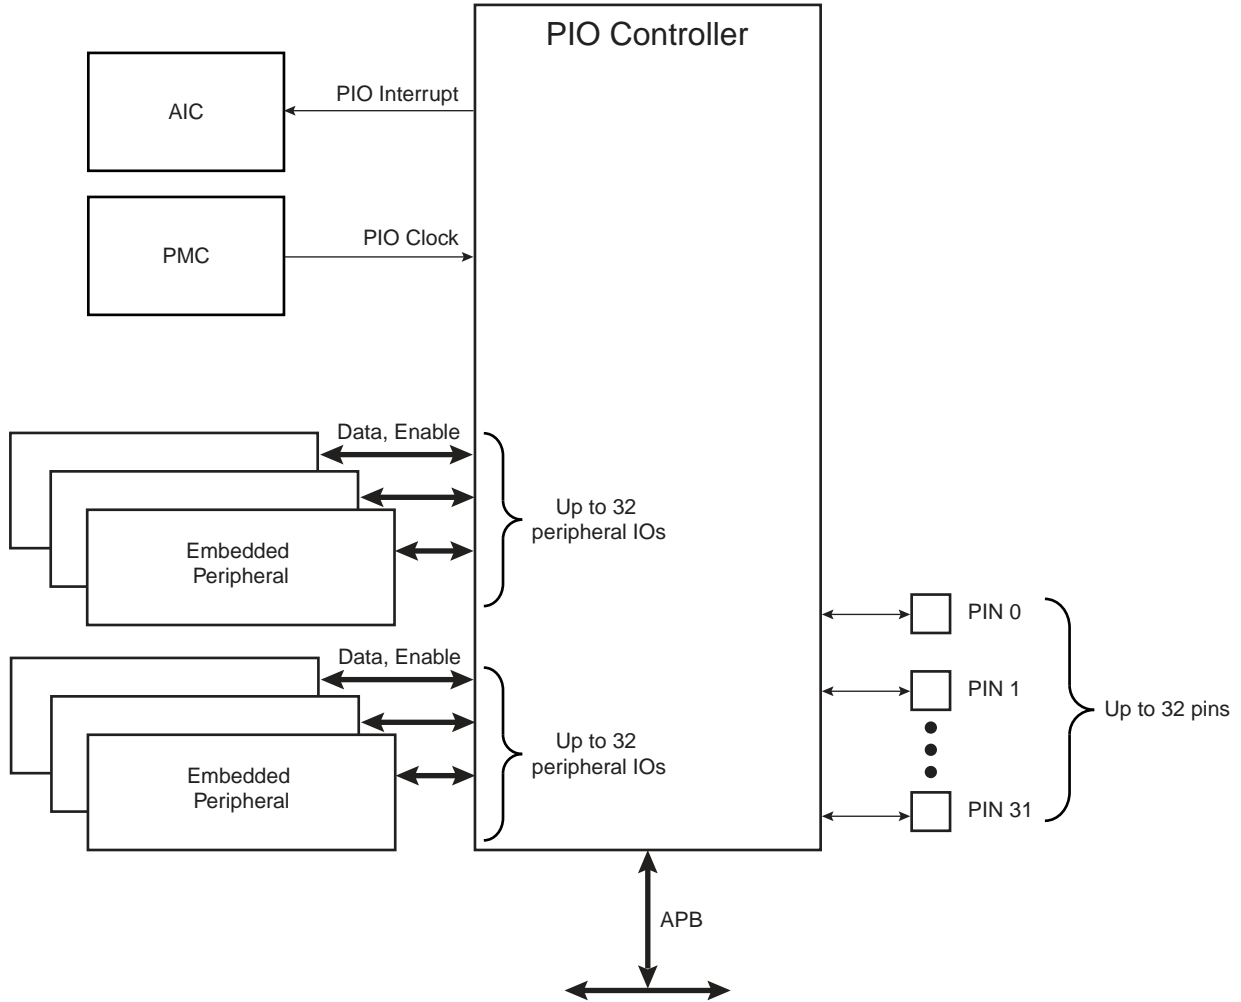 PIO Controller
PIO Interrupt
AIC
PIO Clock
PMC
Data, Enable
Up to 32
peripheral IOs
Embedded
Peripheral
PIN 0
Data, Enable
PIN 1
Up to 32 pins
Up to 32
peripheral IOs
Embedded
Peripheral
PIN 31
APB